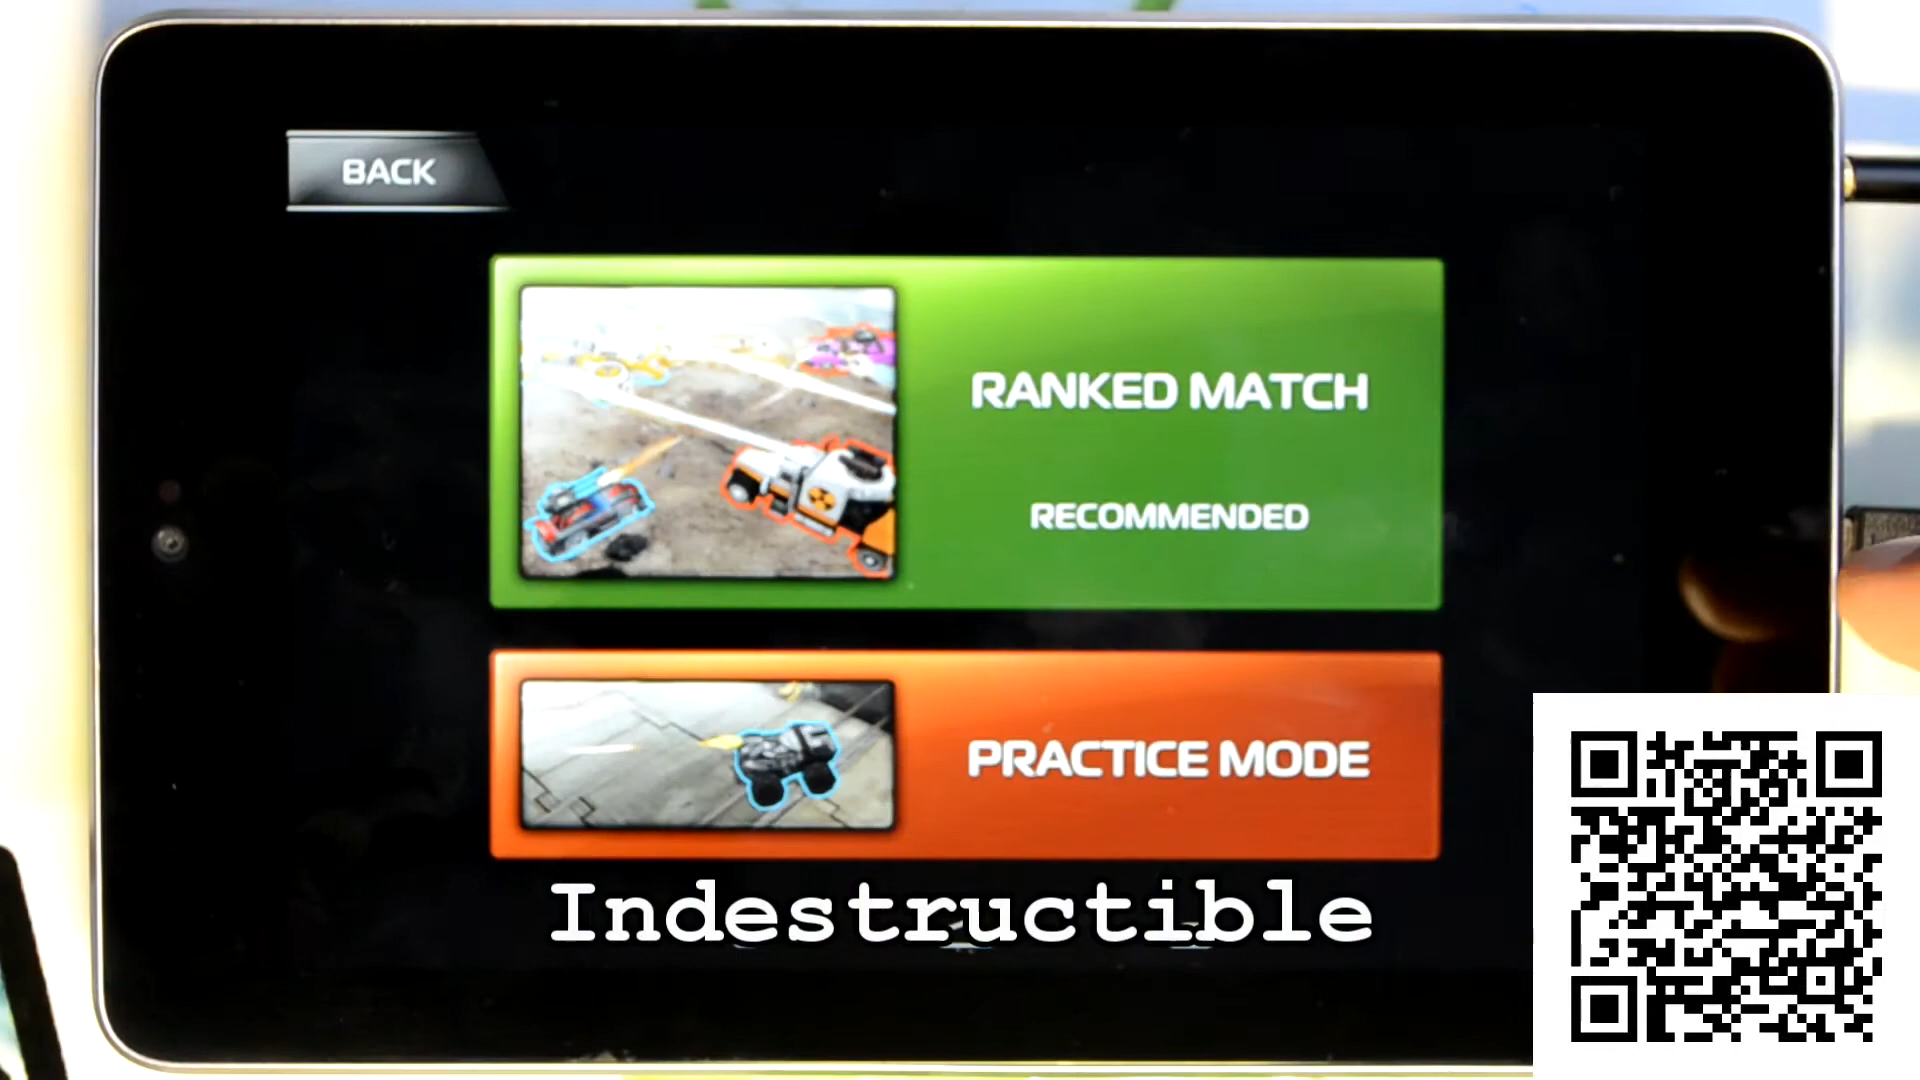 BACK
RANKED MATCH
RECOMMENDED
PRACTICE MODE
Indestructible